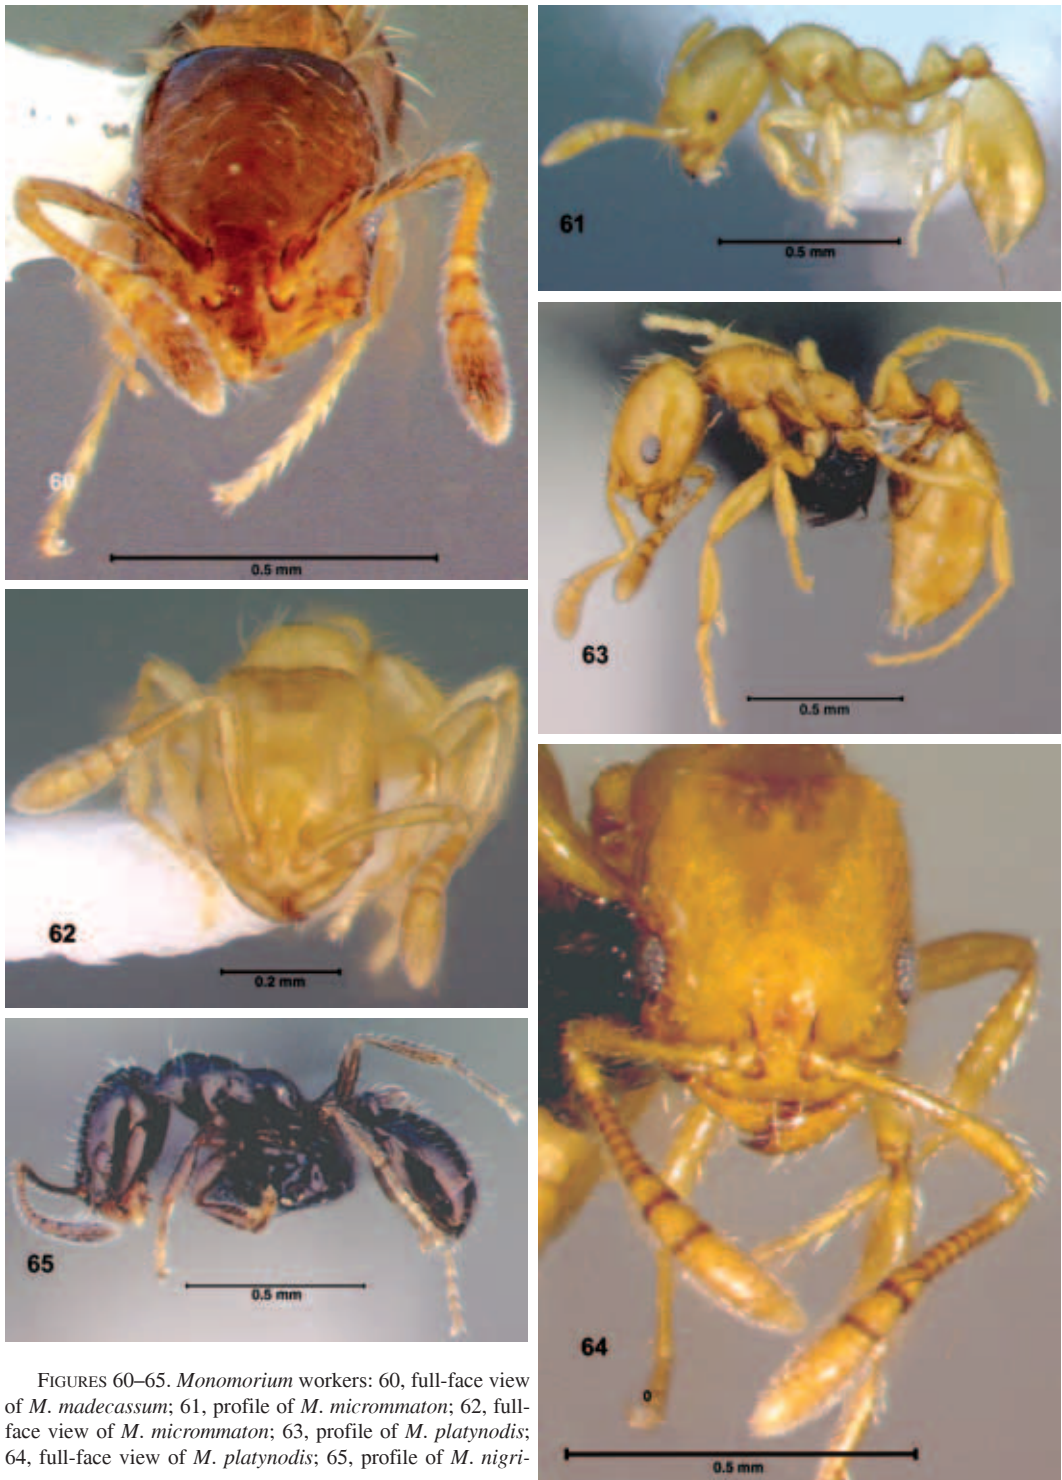 60
0.5 mm
61
0.5 mm
62
0.2 mm
63
0.5 mm
64
0
0.5 mm
65
0.5 mm
FIGURES 60–65. Monomorium workers: 60, full-face view
of M. madecassum; 61, profile of M. micrommaton; 62, full-
face view of M. micrommaton; 63, profile of M. platynodis;
64, full-face view of M. platynodis; 65, profile of M. nigri-